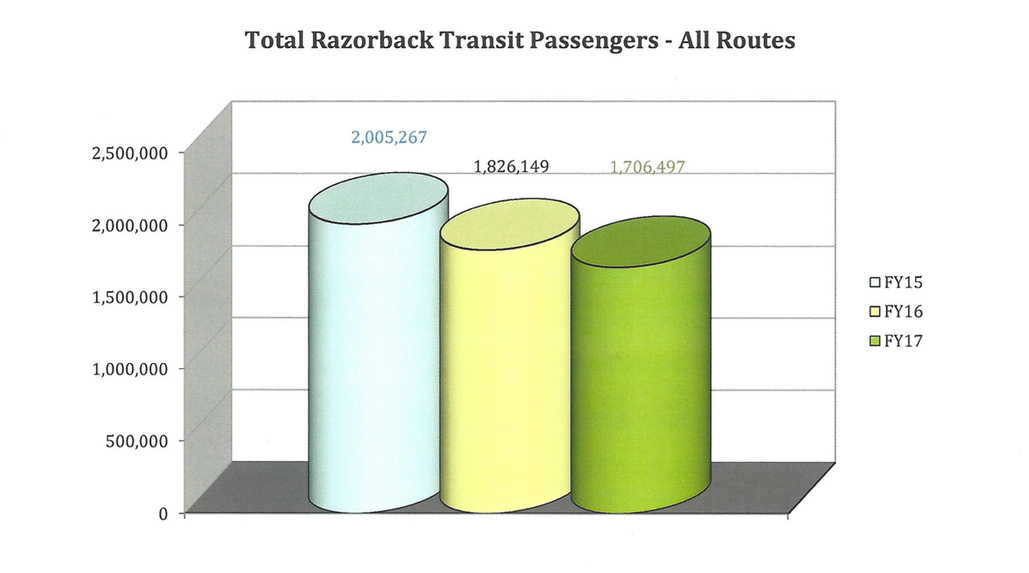 Total Razorback Transit Passengers - All Routes
2,005,267
1,826,149
1,706,497
2,500,000
2,000,000
1,500,000
1,000,000
500,000
0
FY15
FY16
FY17